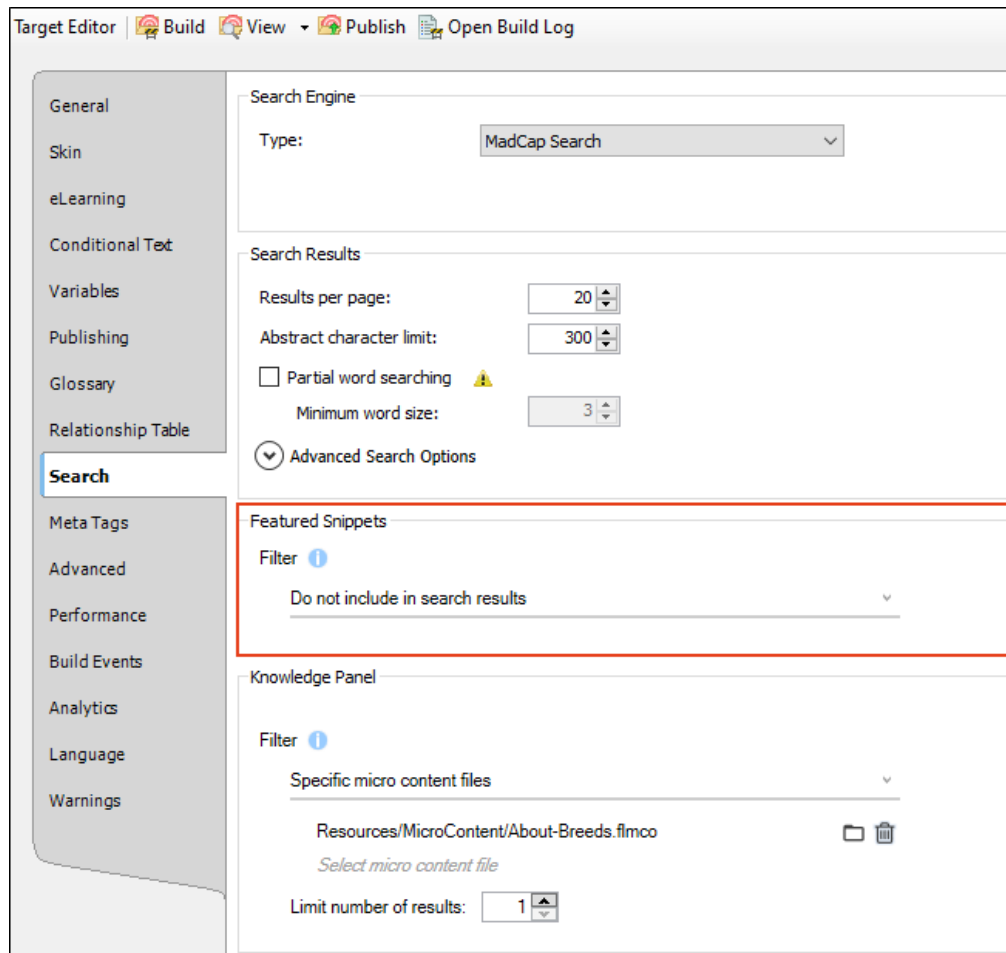 Target Editor Build View Publish Open Build Log
General
Skin
eLearning
Conditional Text
Variables
Publishing
Glossary
Relationship Table
Search
Meta Tags
Advanced
Performance
Build Events
Analytics
Language
Warnings
Search Engine
Type: MadCap Search
Search Results
Results per page: 20
Abstract character limit: 300
Partial word searching
Minimum word size: 3
Advanced Search Options
Featured Snippets
Filter
Do not include in search results
Knowledge Panel
Filter
Specific micro content files
Resources/MicroContent/About-Breeds.flmco
Select micro content file
Limit number of results: 1